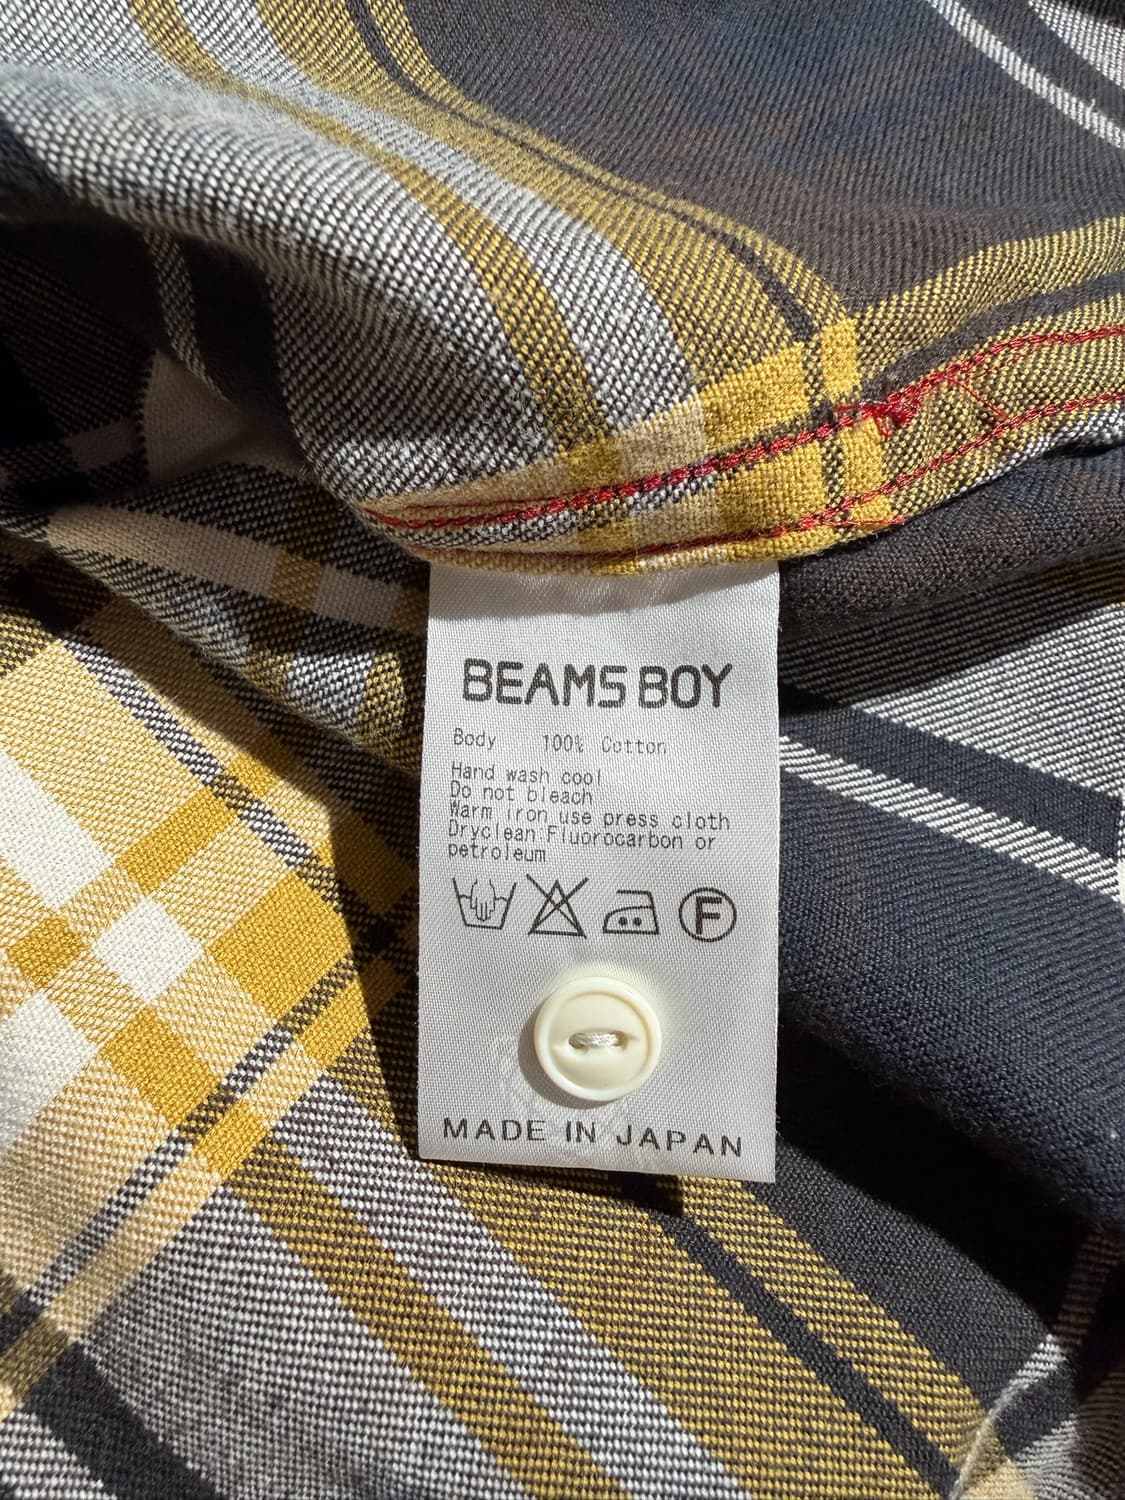 BEAMS BOY
Body 100% Cotton
Hand wash cool
Do not bleach
Warm iron use press cloth
Dryclean Fluorocarbon or
petroleum
F
MADE IN JAPAN